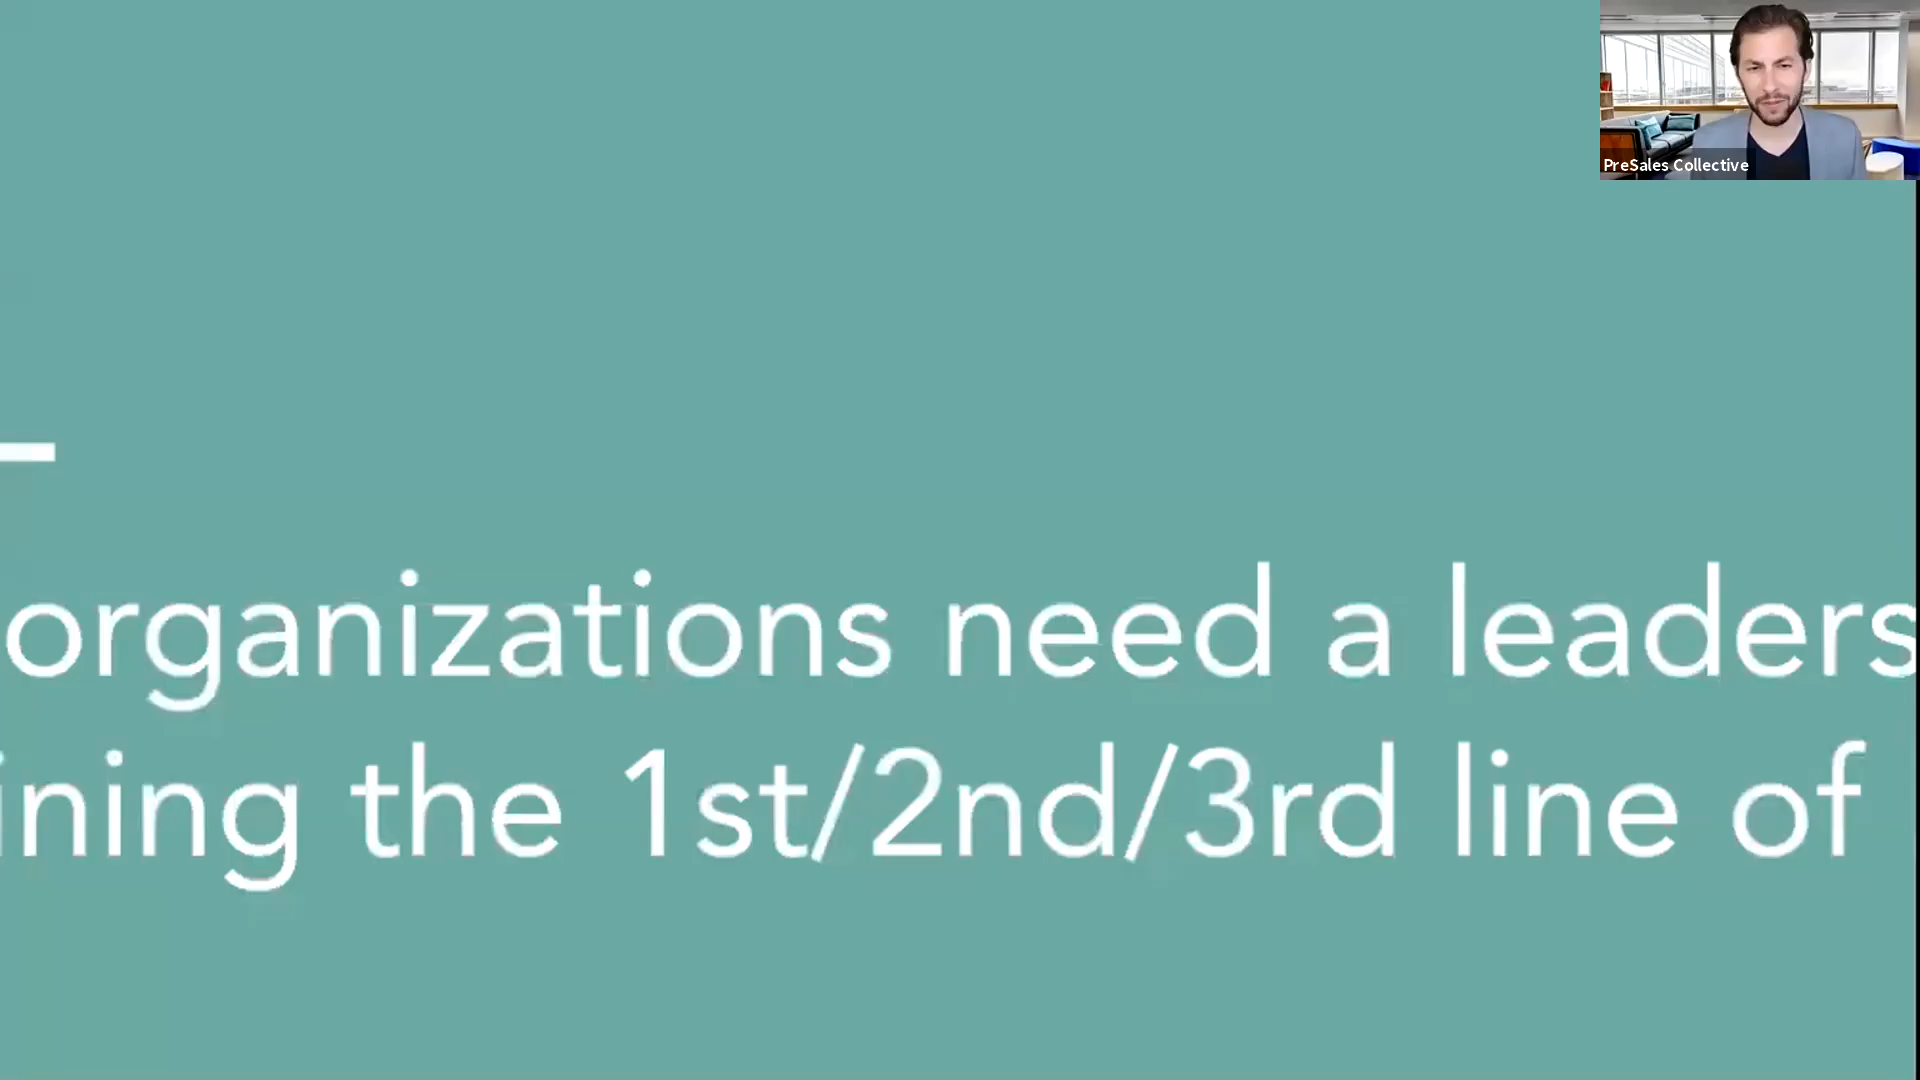 PreSales Collective
organizations need a leaders
ining the 1st/2nd/3rd line of